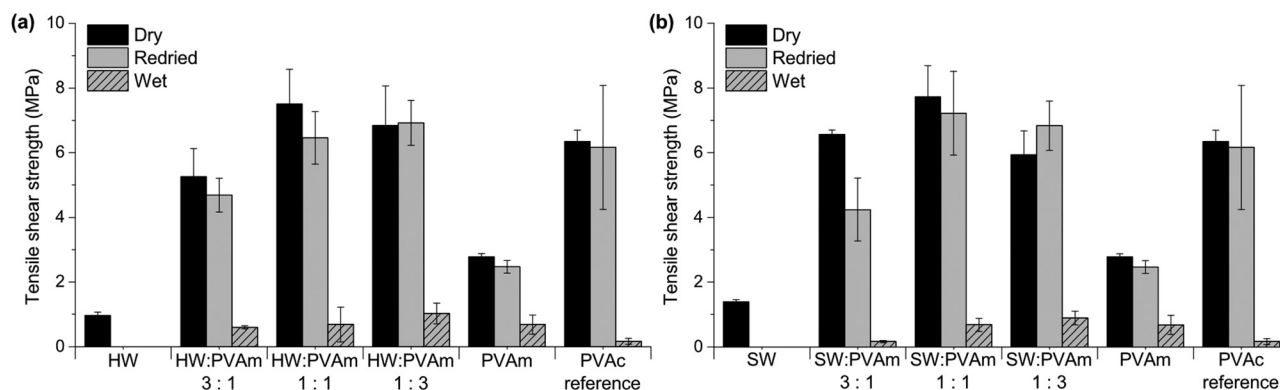 (a)
Tensile shear strength (MPa)
10
8
6
4
2
0
Dry
Redried
Wet
HW HW:PVAm HW:PVAm HW:PVAm PVAm PVAc
3 : 1 1 : 1 1 : 3 reference
(b)
Tensile shear strength (MPa)
10
8
6
4
2
0
Dry
Redried
Wet
SW SW:PVAm SW:PVAm SW:PVAm PVAm PVAc
3 : 1 1 : 1 1 : 3 reference